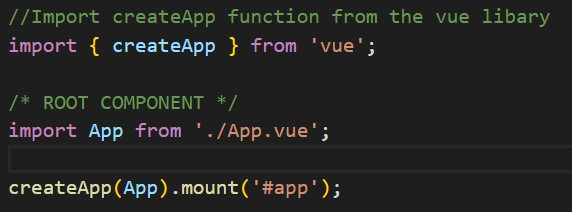 //Import createApp function from the vue libary
import { createApp } from 'vue';
/* ROOT COMPONENT */
import App from './App.vue';
createApp(App).mount('#app');